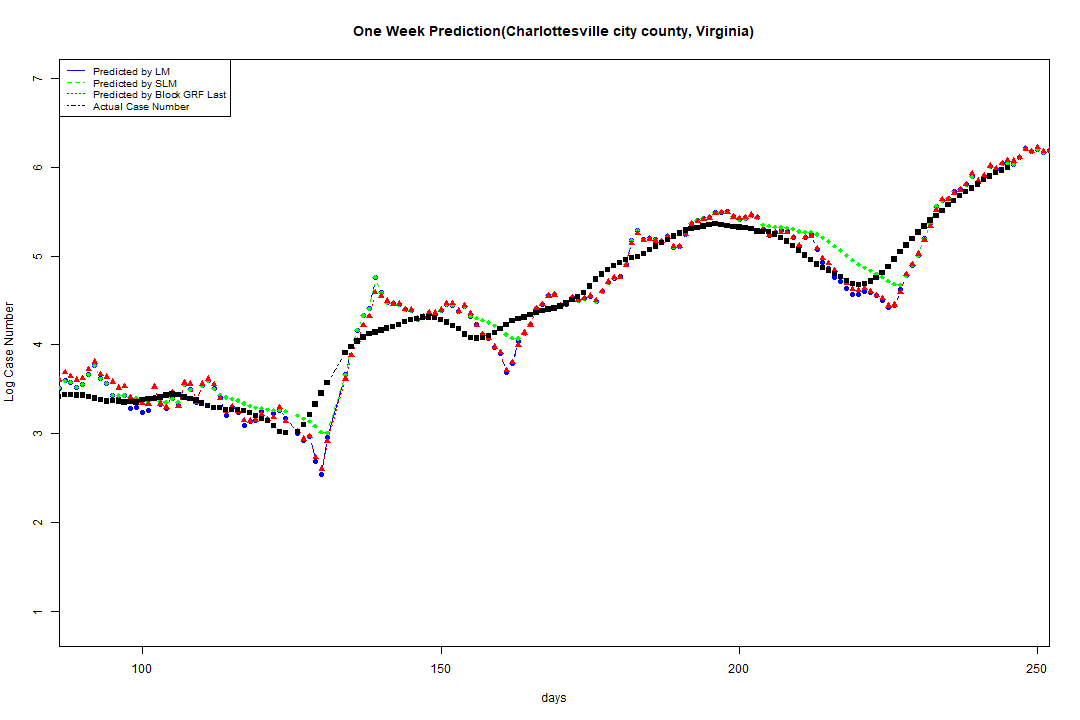 One Week Prediction(Charlottesville city county, Virginia)
Predicted by LM
Predicted by SLM
Predicted by Block GRF Last
Actual Case Number
7
6
5
4
3
2
1
Log Case Number
100 150 200 250
days